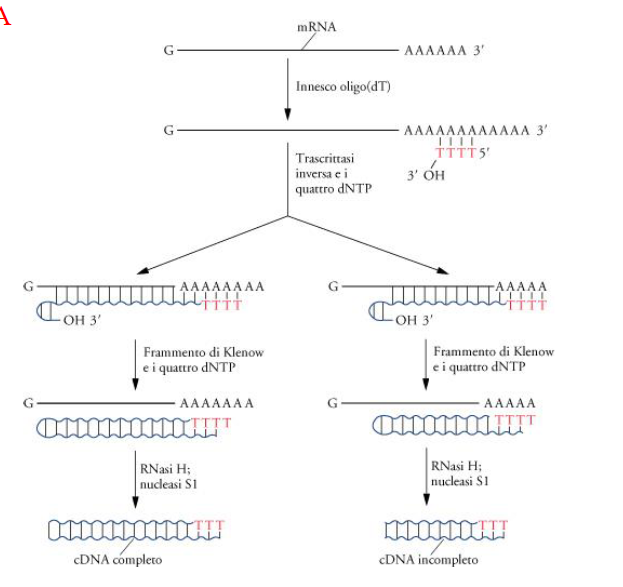 A
mRNA
G AAAAAA 3′
Innesco oligo(dT)
G AAAAAAAAAAAA 3′
TTTT 5′
3′ OH
Trascrittasi
inversa e i
quattro dNTP
G AAAAAAAA
TTTT
OH 3′
G AAAAA
TTTT
OH 3′
Frammento di Klenow
e i quattro dNTP
Frammento di Klenow
e i quattro dNTP
G AAAAAAA
TTTT
G AAAAA
TTTT
RNasi H;
nucleasi S1
RNasi H;
nucleasi S1
TTT
TTT
cDNA completo
cDNA incompleto